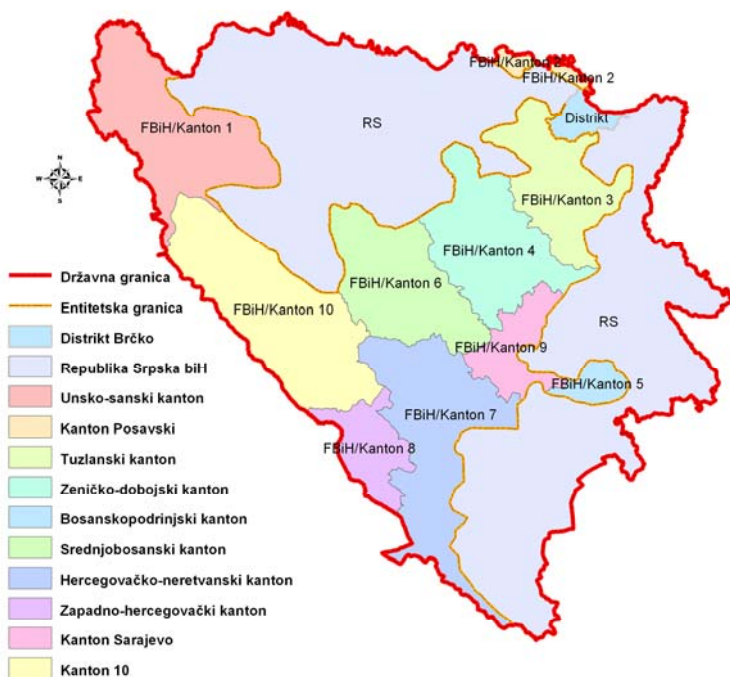 FBiH/Kanton 2
FBiH/Kanton 2
Distrikt
FBiH/Kanton 1
RS
FBiH/Kanton 3
FBiH/Kanton 4
FBiH/Kanton 6
FBiH/Kanton 10
RS
FBiH/Kanton 9
FBiH/Kanton 5
FBiH/Kanton 7
FBiH/Kanton 8
N
W E
S
Državna granica
Entitetska granica
Distrikt Brčko
Republika Srpska biH
Unsko-sanski kanton
Kanton Posavski
Tuzlanski kanton
Zeničko-dobojski kanton
Bosanskopodrinjski kanton
Srednjobosanski kanton
Hercegovačko-neretvanski kanton
Zapadno-hercegovački kanton
Kanton Sarajevo
Kanton 10